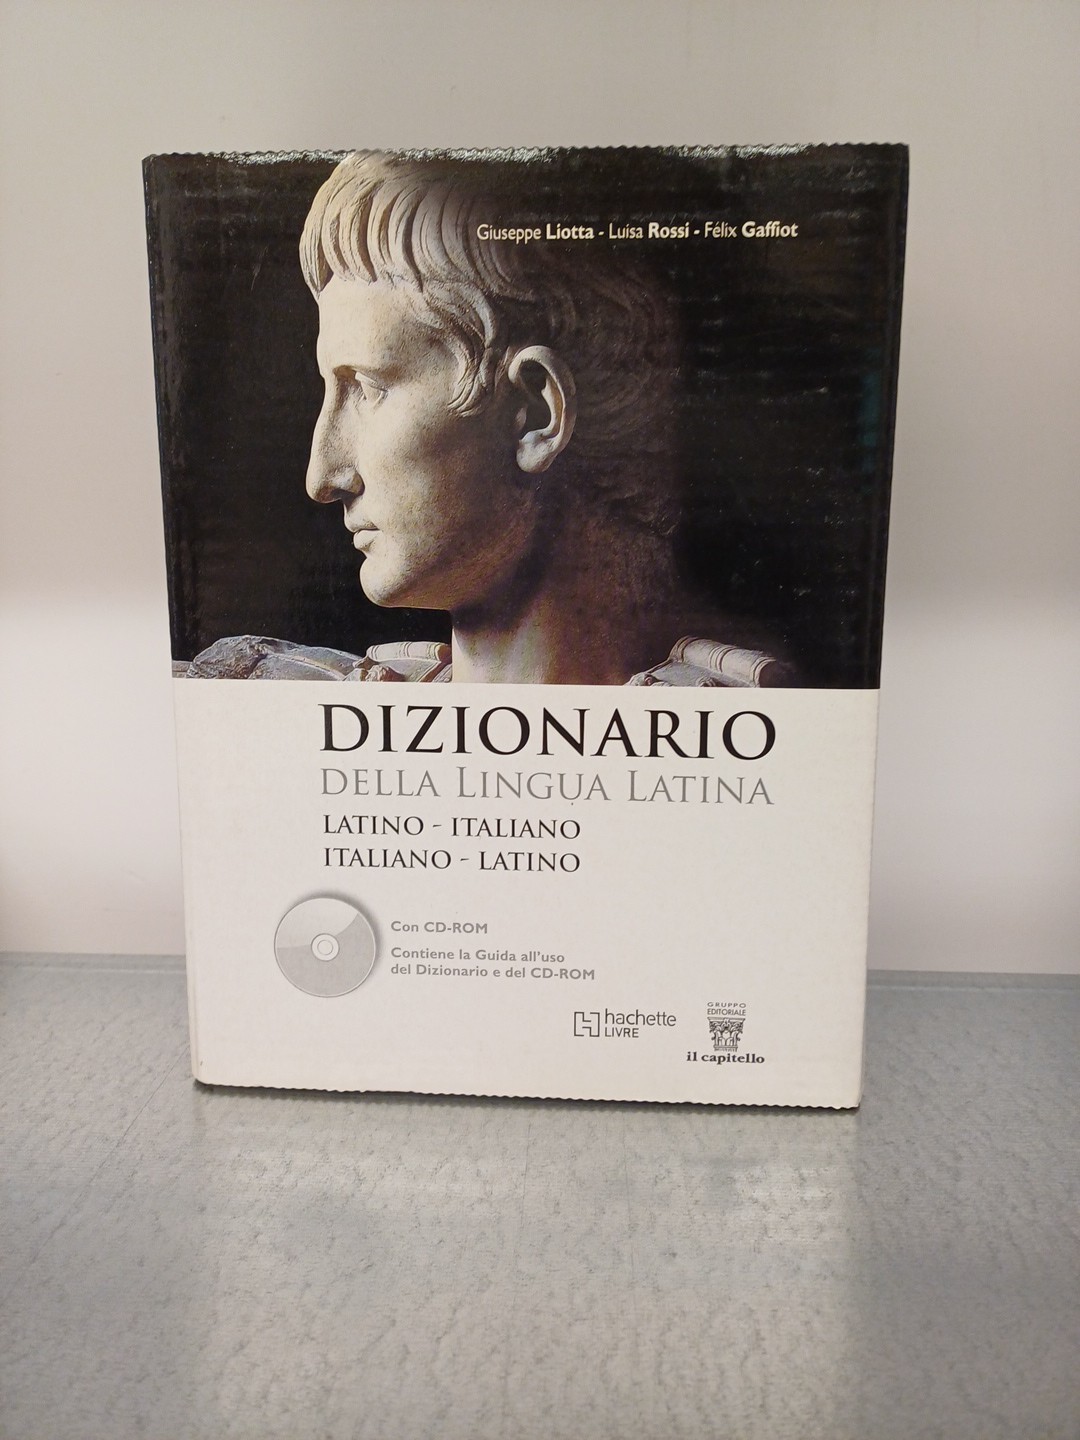 Giuseppe Liotta - Luisa Rossi - Félix Gaffiot
DIZIONARIO
DELLA LINGUA LATINA
LATINO - ITALIANO
ITALIANO - LATINO
Con CD-ROM
Contiene la Guida all'uso
del Dizionario e del CD-ROM
hachette
LIVRE
GRUPPO
EDITORIALE
il capitello